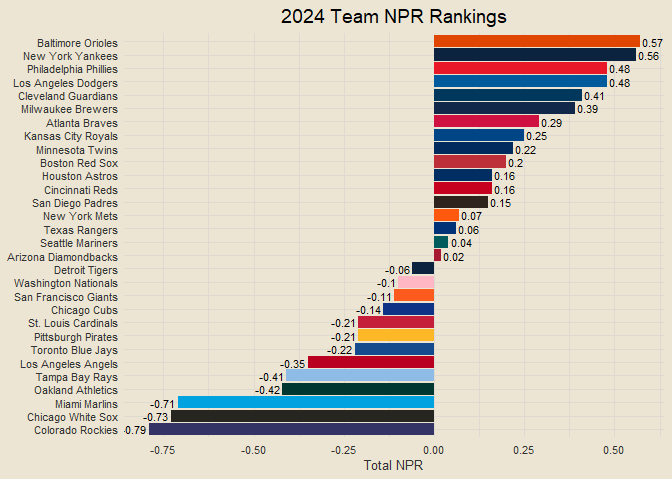 2024 Team NPR Rankings
Baltimore Orioles 0.57
New York Yankees 0.56
Philadelphia Phillies 0.48
Los Angeles Dodgers 0.48
Cleveland Guardians 0.41
Milwaukee Brewers 0.39
Atlanta Braves 0.29
Kansas City Royals 0.25
Minnesota Twins 0.22
Boston Red Sox 0.2
Houston Astros 0.16
Cincinnati Reds 0.16
San Diego Padres 0.15
New York Mets 0.07
Texas Rangers 0.06
Seattle Mariners 0.04
Arizona Diamondbacks 0.02
Detroit Tigers -0.06
Washington Nationals -0.1
San Francisco Giants -0.11
Chicago Cubs -0.14
St. Louis Cardinals -0.21
Pittsburgh Pirates -0.21
Toronto Blue Jays -0.22
Los Angeles Angels -0.35
Tampa Bay Rays -0.41
Oakland Athletics -0.42
Miami Marlins -0.71
Chicago White Sox -0.73
Colorado Rockies -0.79
-0.75 -0.50 -0.25 0.00 0.25 0.50
Total NPR